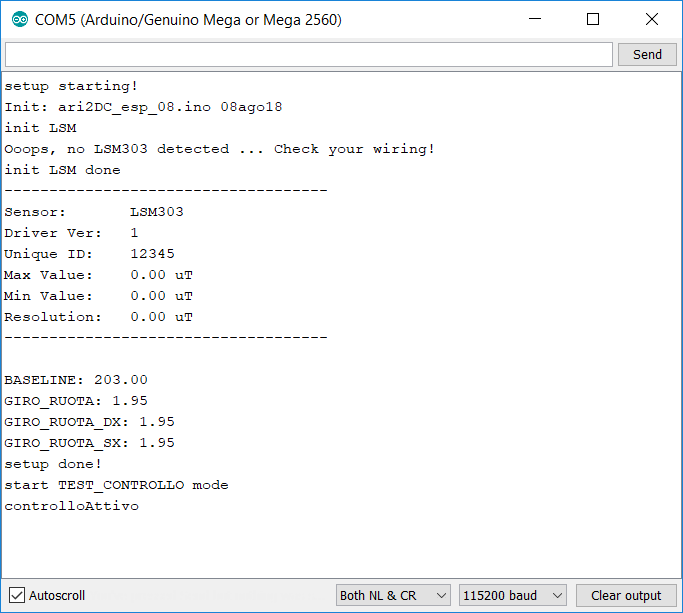 COM5 (Arduino/Genuino Mega or Mega 2560)
Send
setup starting!
Init: ari2DC_esp_08.ino 08ago18
init LSM
Ooops, no LSM303 detected ... Check your wiring!
init LSM done
------------------------------------
Sensor:       LSM303
Driver Ver:   1
Unique ID:    12345
Max Value:    0.00 uT
Min Value:    0.00 uT
Resolution:   0.00 uT
------------------------------------
BASELINE: 203.00
GIRO_RUOTA: 1.95
GIRO_RUOTA_DX: 1.95
GIRO_RUOTA_SX: 1.95
setup done!
start TEST_CONTROLLO mode
controlloAttivo
Autoscroll Both NL & CR 115200 baud Clear output